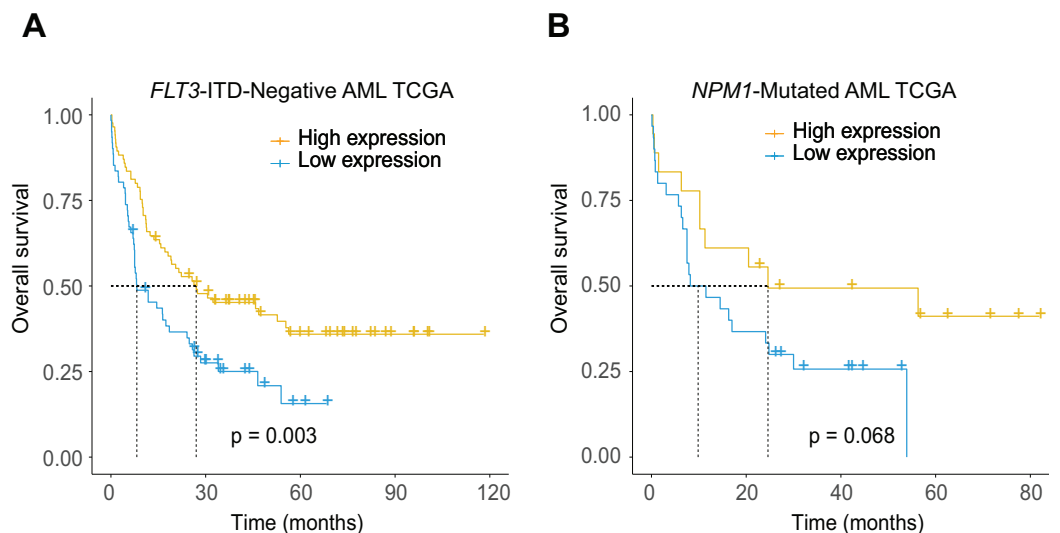 A
FLT3-ITD-Negative AML TCGA
High expression
Low expression
Overall survival
1.00
0.75
0.50
0.25
0.00
p = 0.003
0 30 60 90 120
Time (months)
B
NPM1-Mutated AML TCGA
High expression
Low expression
Overall survival
1.00
0.75
0.50
0.25
0.00
p = 0.068
0 20 40 60 80
Time (months)